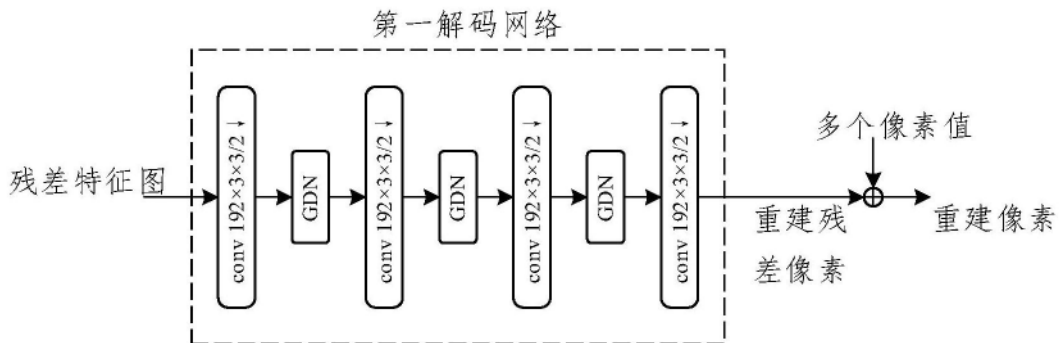 第一解码网络
残差特征图
conv 192×3×3/2↓
GDN
conv 192×3×3/2↓
GDN
conv 192×3×3/2↓
GDN
conv 192×3×3/2↓
多个像素值
重建残
差像素
重建像素